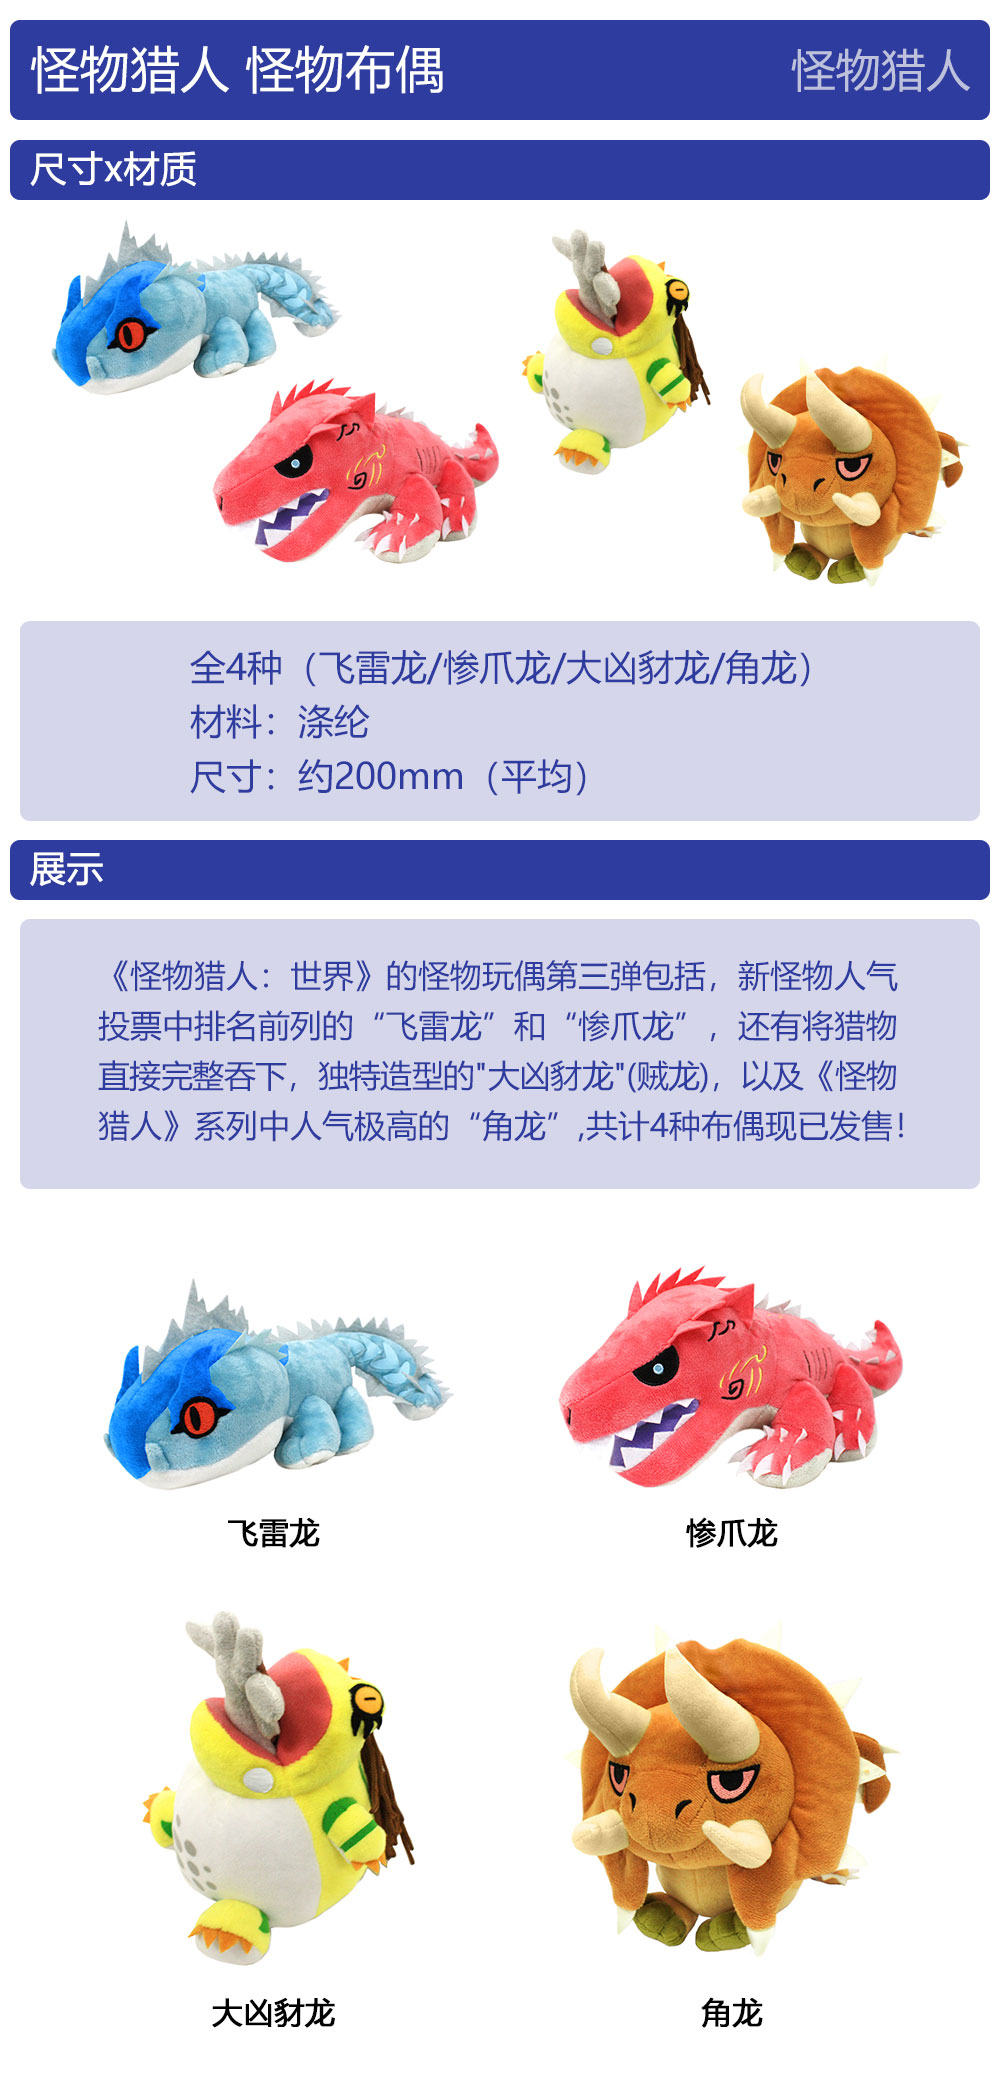 怪物猎人 怪物布偶
怪物猎人
尺寸x材质
全4种（飞雷龙/惨爪龙/大凶豺龙/角龙）
材料：涤纶
尺寸：约200mm（平均）
展示
《怪物猎人：世界》的怪物玩偶第三弹包括，新怪物人气
投票中排名前列的“飞雷龙”和“惨爪龙”，还有将猎物
直接完整吞下，独特造型的"大凶豺龙"(贼龙)，以及《怪物
猎人》系列中人气极高的“角龙”,共计4种布偶现已发售！
飞雷龙
惨爪龙
大凶豺龙
角龙